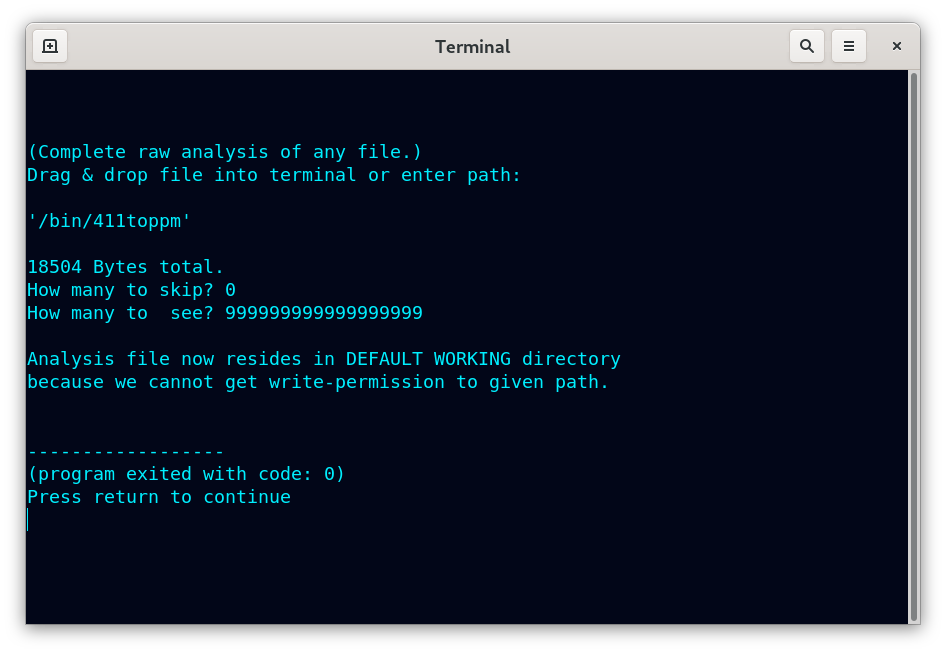 Terminal
(Complete raw analysis of any file.)
Drag & drop file into terminal or enter path:
'/bin/411toppm'
18504 Bytes total.
How many to skip? 0
How many to  see? 999999999999999999
Analysis file now resides in DEFAULT WORKING directory
because we cannot get write-permission to given path.
------------------
(program exited with code: 0)
Press return to continue